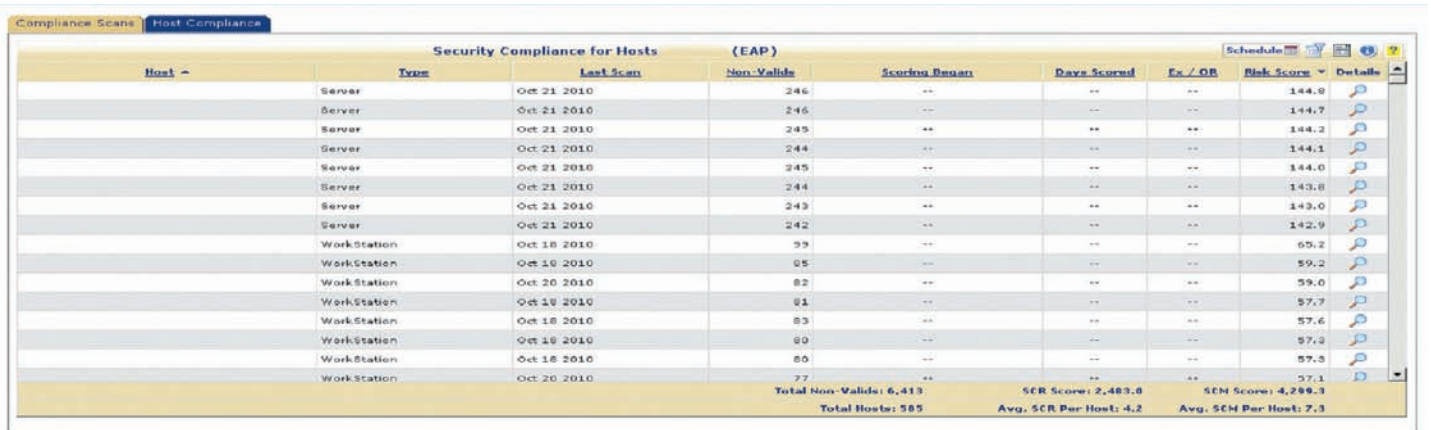 Compliance Scans Host Compliance
Security Compliance for Hosts (EAP) Schedule ?
Host Type Last Scan Non-Valids Scoring Began Days Scored Ex / OR Risk Score Details
Server Oct 21 2010 246 -- -- -- 144.8
Server Oct 21 2010 246 -- -- -- 144.7
Server Oct 21 2010 245 -- -- -- 144.2
Server Oct 21 2010 244 -- -- -- 144.1
Server Oct 21 2010 245 -- -- -- 144.0
Server Oct 21 2010 244 -- -- -- 143.8
Server Oct 21 2010 243 -- -- -- 143.0
Server Oct 21 2010 242 -- -- -- 142.9
WorkStation Oct 18 2010 99 -- -- -- 65.2
WorkStation Oct 18 2010 85 -- -- -- 59.2
WorkStation Oct 20 2010 82 -- -- -- 59.0
WorkStation Oct 18 2010 81 -- -- -- 57.7
WorkStation Oct 18 2010 83 -- -- -- 57.6
WorkStation Oct 18 2010 80 -- -- -- 57.3
WorkStation Oct 18 2010 80 -- -- -- 57.3
WorkStation Oct 20 2010 77 -- -- -- 57.1
Total Non-Valids: 6,413 SCR Score: 2,483.8 SCM Score: 4,299.3
Total Hosts: 585 Avg. SCR Per Host: 4.2 Avg. SCM Per Host: 7.3